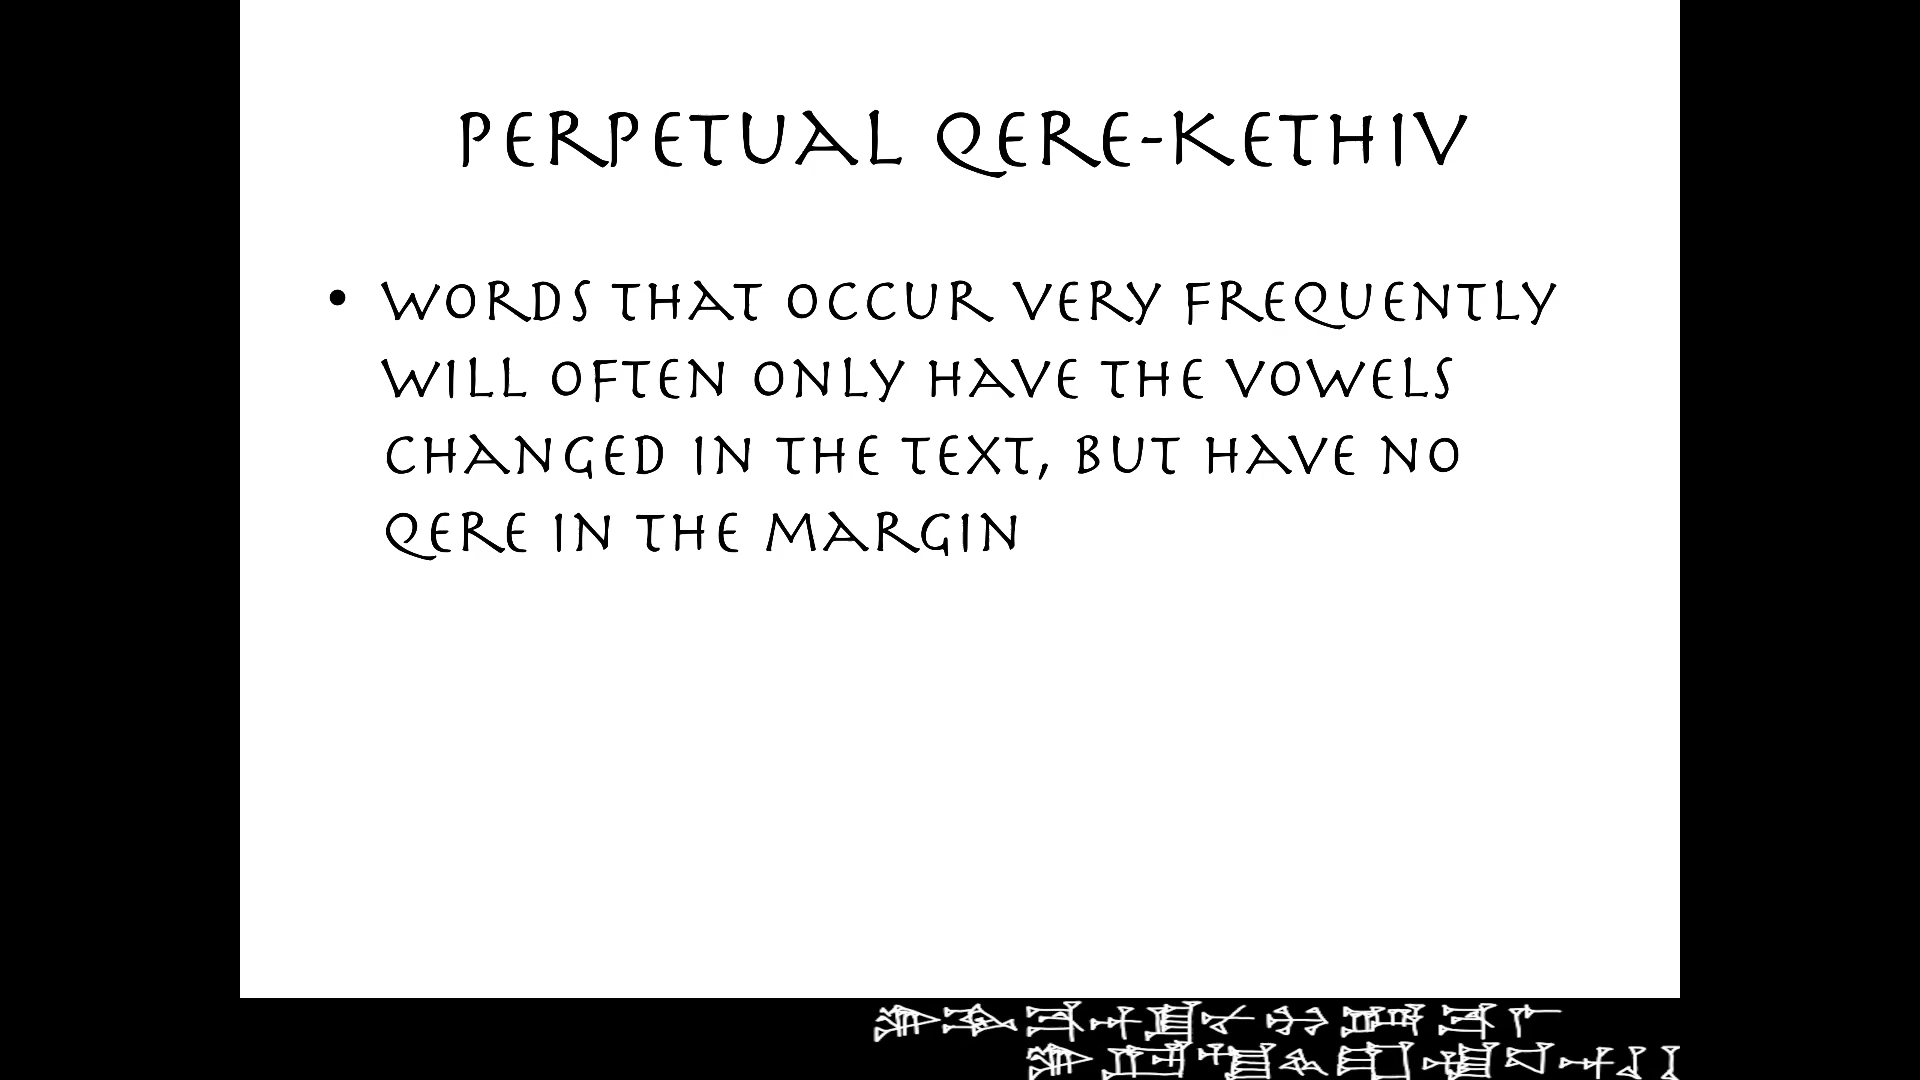 PERPETUAL QERE-KETHIV
• WORDS THAT OCCUR VERY FREQUENTLY
WILL OFTEN ONLY HAVE THE VOWELS
CHANGED IN THE TEXT, BUT HAVE NO
QERE IN THE MARGIN